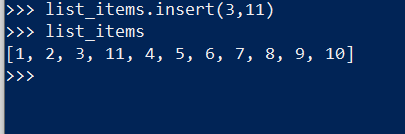 >>> list_items.insert(3,11)
>>> list_items
[1, 2, 3, 11, 4, 5, 6, 7, 8, 9, 10]
>>>